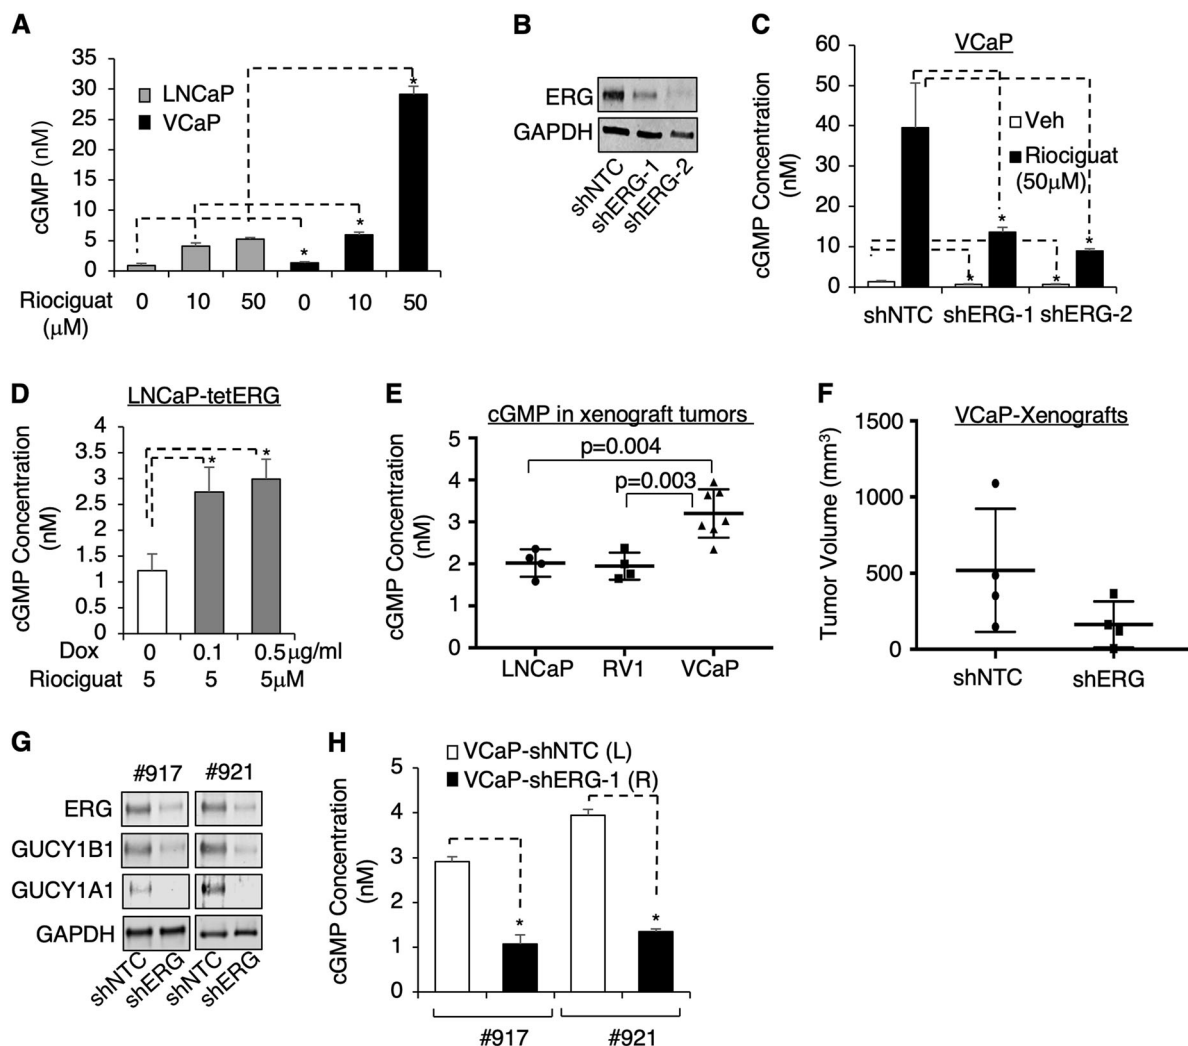 A
35
30
25
20
15
10
5
0
cGMP (nM)
LNCaP
VCaP
*
*
*
Riociguat
(μM)
0 10 50 0 10 50
B
ERG
GAPDH
shNTC
shERG-1
shERG-2
C
VCaP
60
50
40
30
20
10
0
cGMP Concentration
(nM)
Veh
Riociguat
(50μM)
*
*
*
*
shNTC shERG-1 shERG-2
D
LNCaP-tetERG
4
3.5
3
2.5
2
1.5
1
0.5
0
cGMP Concentration
(nM)
*
*
Dox 0 0.1 0.5μg/ml
Riociguat 5 5 5μM
E
cGMP in xenograft tumors
5
4
3
2
1
0
cGMP Concentration
(nM)
p=0.004
p=0.003
LNCaP RV1 VCaP
F
VCaP-Xenografts
1500
1000
500
0
Tumor Volume (mm³)
shNTC shERG
G
#917 #921
ERG
GUCY1B1
GUCY1A1
GAPDH
shNTC
shERG
shNTC
shERG
H
VCaP-shNTC (L)
VCaP-shERG-1 (R)
5
4
3
2
1
0
cGMP Concentration
(nM)
*
*
#917 #921